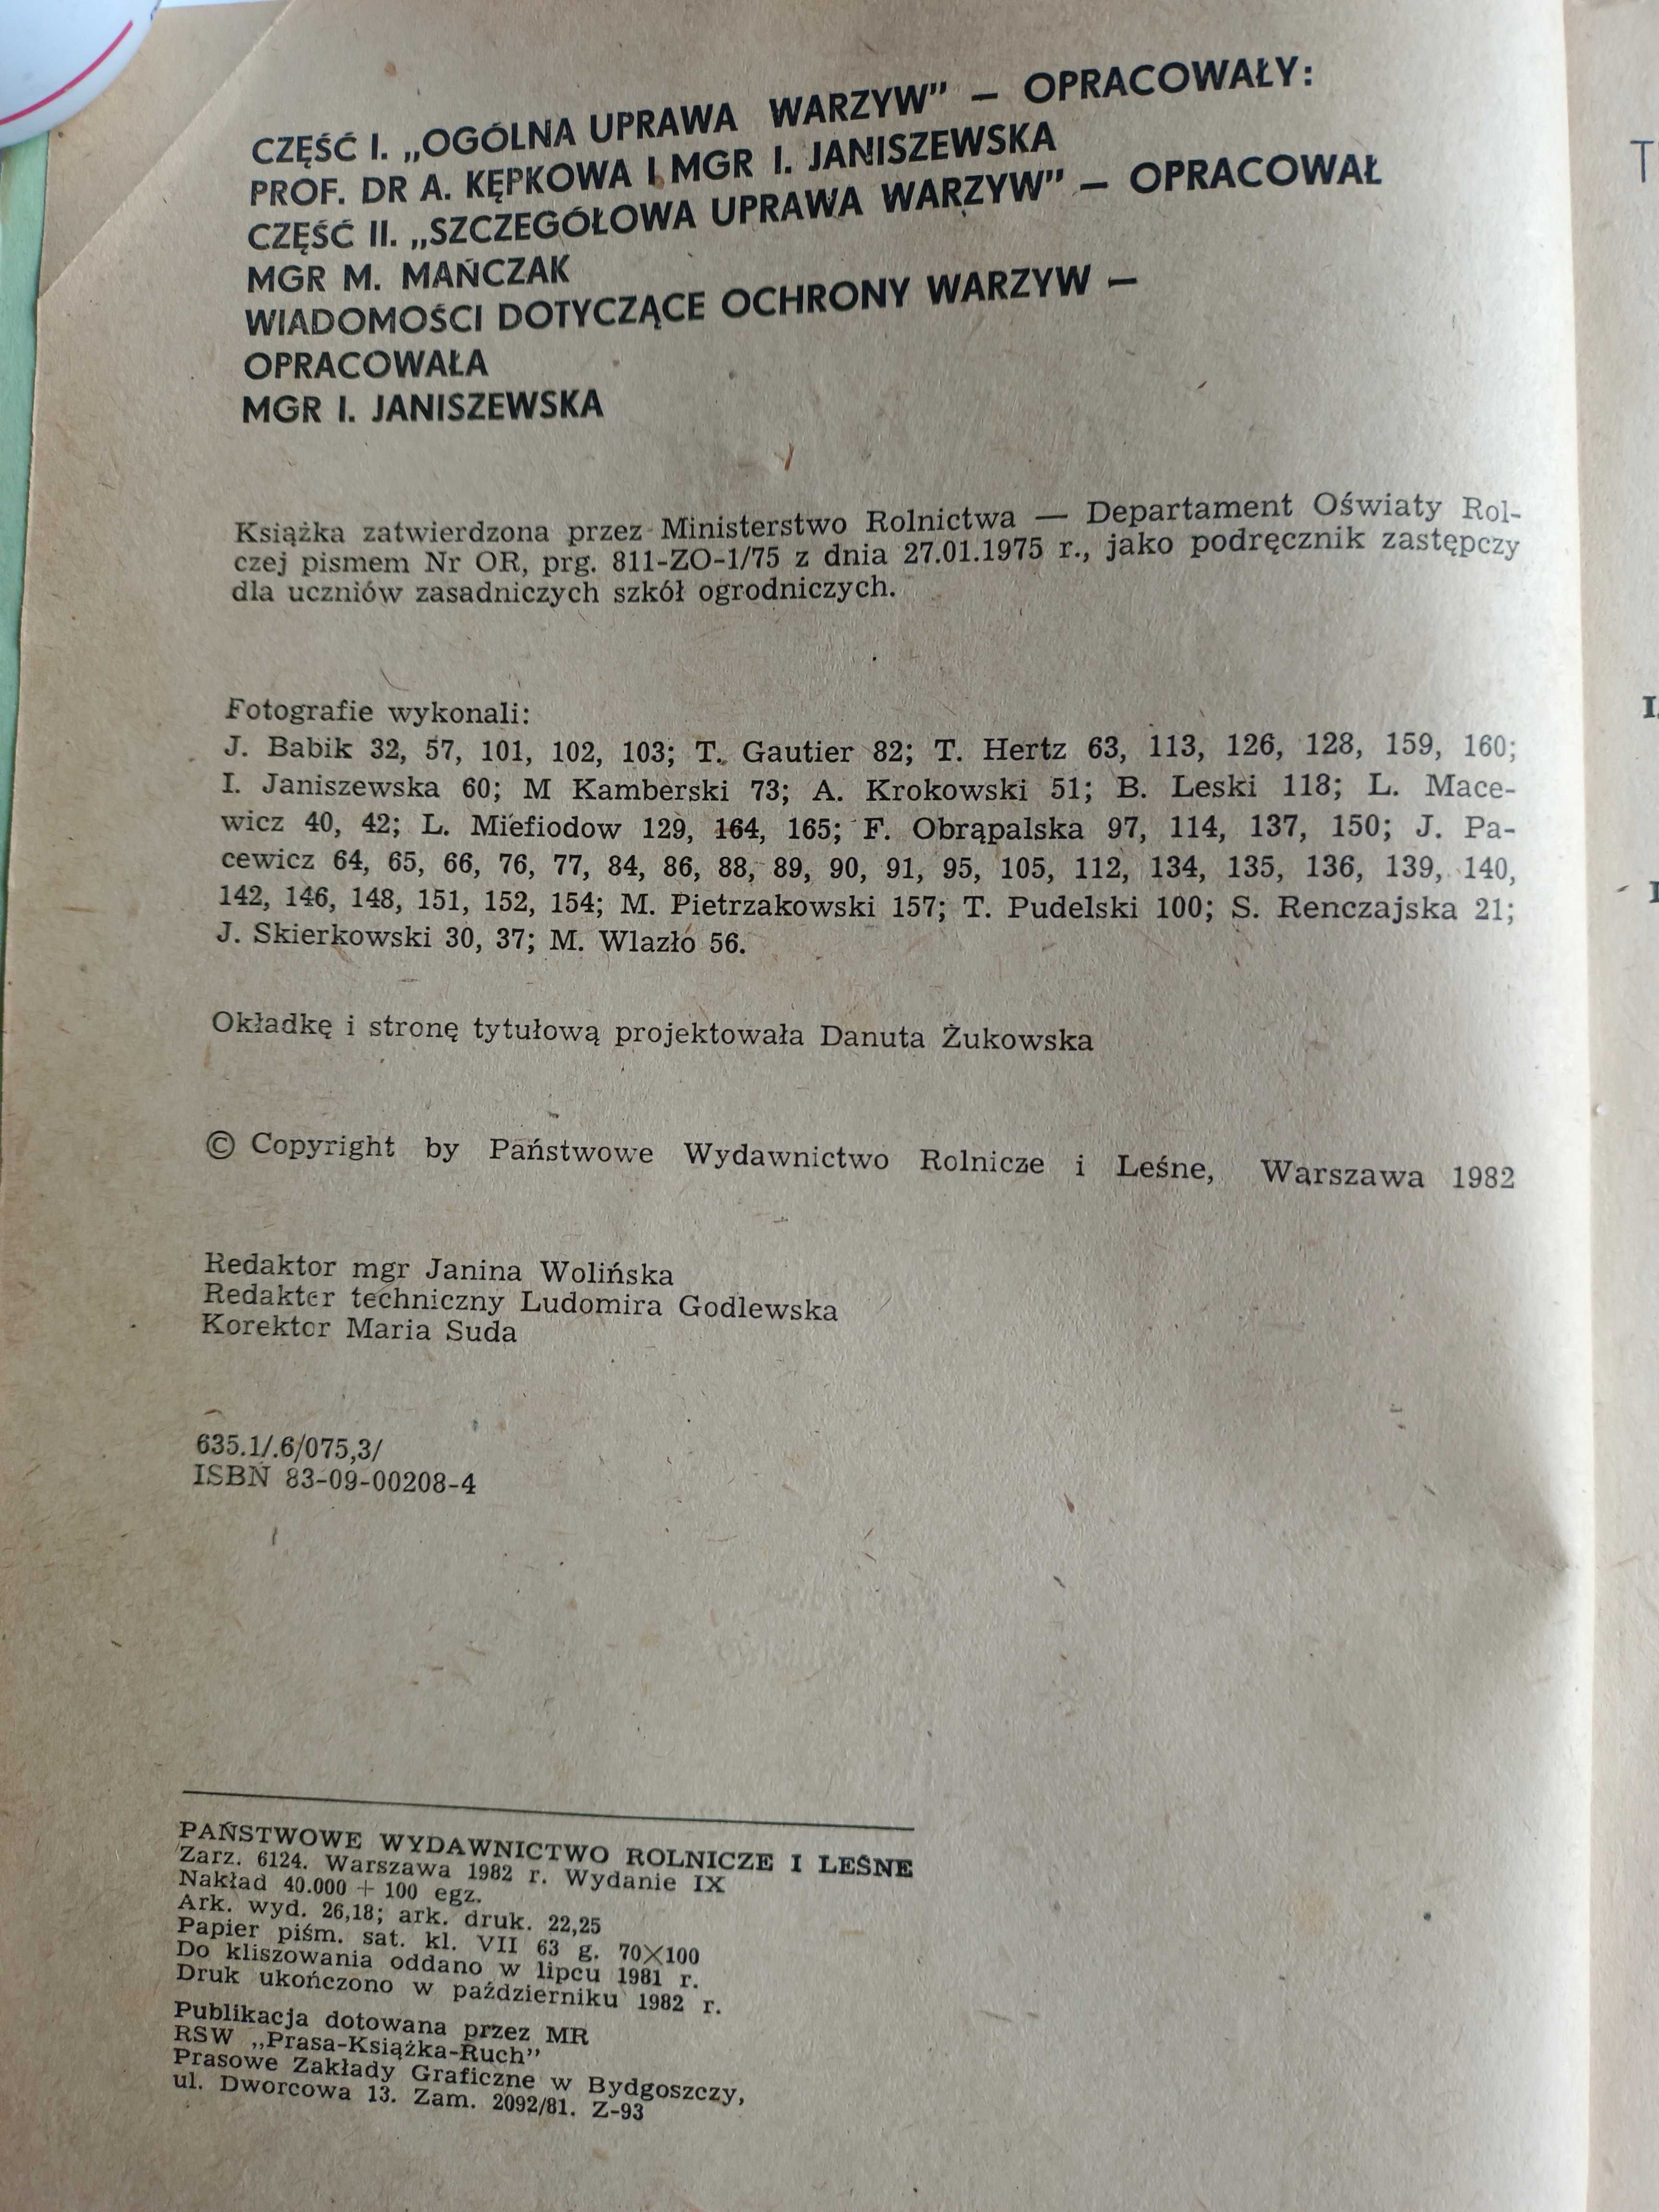 CZĘŚĆ I. „OGÓLNA UPRAWA WARZYW” — OPRACOWAŁY:
PROF. DR A. KĘPKOWA I MGR I. JANISZEWSKA
CZĘŚĆ II. „SZCZEGÓŁOWA UPRAWA WARZYW” — OPRACOWAŁ
MGR M. MAŃCZAK
WIADOMOŚCI DOTYCZĄCE OCHRONY WARZYW —
OPRACOWAŁA
MGR I. JANISZEWSKA
Książka zatwierdzona przez Ministerstwo Rolnictwa — Departament Oświaty Rol-
czej pismem Nr OR, prg. 811-ZO-1/75 z dnia 27.01.1975 r., jako podręcznik zastępczy
dla uczniów zasadniczych szkół ogrodniczych.
Fotografie wykonali:
J. Babik 32, 57, 101, 102, 103; T. Gautier 82; T. Hertz 63, 113, 126, 128, 159, 160;
I. Janiszewska 60; M Kamberski 73; A. Krokowski 51; B. Leski 118; L. Mace-
wicz 40, 42; L. Miefiodow 129, 164, 165; F. Obrąpalska 97, 114, 137, 150; J. Pa-
cewicz 64, 65, 66, 76, 77, 84, 86, 88, 89, 90, 91, 95, 105, 112, 134, 135, 136, 139, 140,
142, 146, 148, 151, 152, 154; M. Pietrzakowski 157; T. Pudelski 100; S. Renczajska 21;
J. Skierkowski 30, 37; M. Wlazło 56.
Okładkę i stronę tytułową projektowała Danuta Żukowska
© Copyright by Państwowe Wydawnictwo Rolnicze i Leśne, Warszawa 1982
Redaktor mgr Janina Wolińska
Redaktor techniczny Ludomira Godlewska
Korektor Maria Suda
635.1/.6/075,3/
ISBN 83-09-00208-4
PAŃSTWOWE WYDAWNICTWO ROLNICZE I LEŚNE
Zarz. 6124. Warszawa 1982 r. Wydanie IX
Nakład 40.000 + 100 egz.
Ark. wyd. 26,18; ark. druk. 22,25
Papier piśm. sat. kl. VII 63 g. 70×100
Do kliszowania oddano w lipcu 1981 r.
Druk ukończono w październiku 1982 r.
Publikacja dotowana przez MR
RSW „Prasa-Książka-Ruch”
Prasowe Zakłady Graficzne w Bydgoszczy,
ul. Dworcowa 13. Zam. 2092/81. Z-93